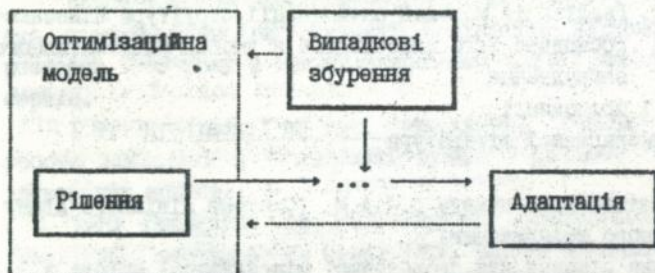 Оптимізаційна
модель
Випадкові
збурення
Рішення
...
Адаптація